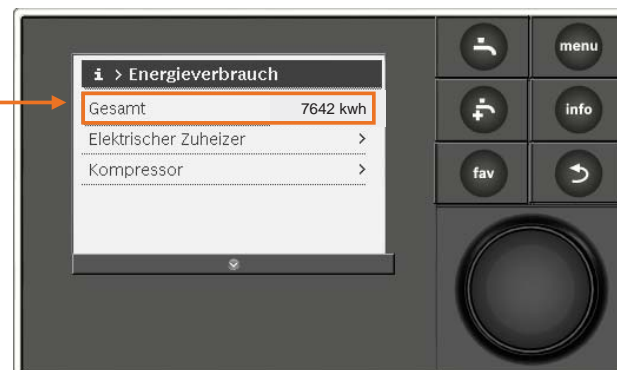 i > Energieverbrauch
Gesamt 7642 kwh
Elektrischer Zuheizer >
Kompressor >
menu
info
fav